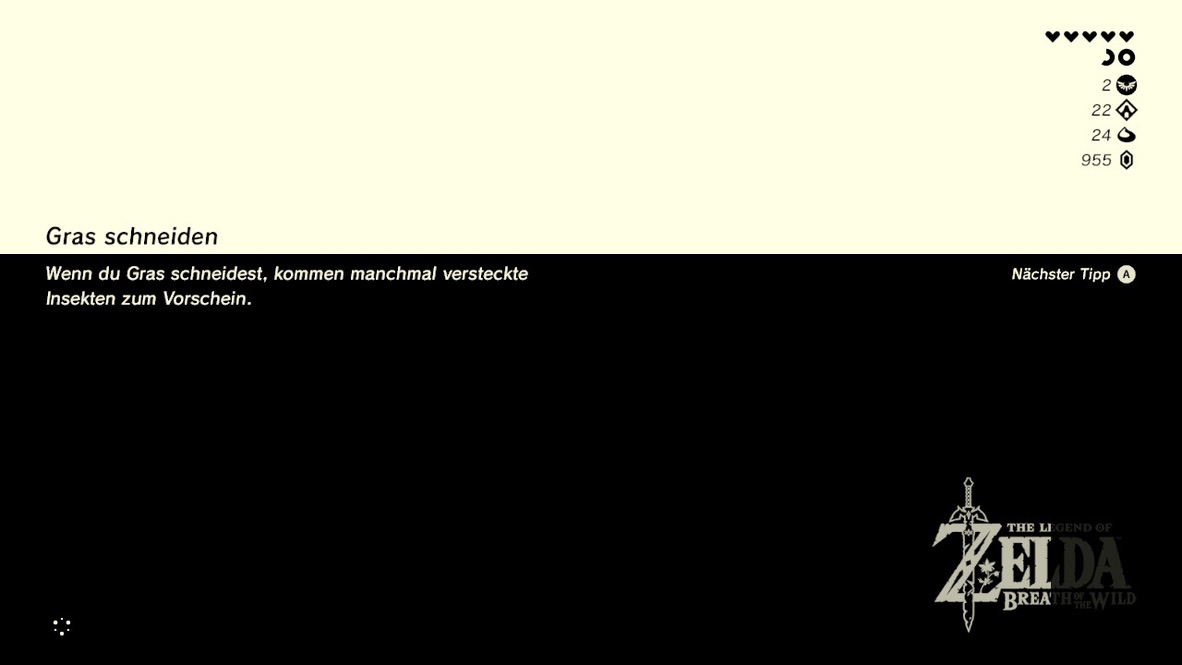 2
22
24
955
Gras schneiden
Wenn du Gras schneidest, kommen manchmal versteckte
Insekten zum Vorschein.
Nächster Tipp A
THE LEGEND OF
ZELDA
BREATH OF THE WILD